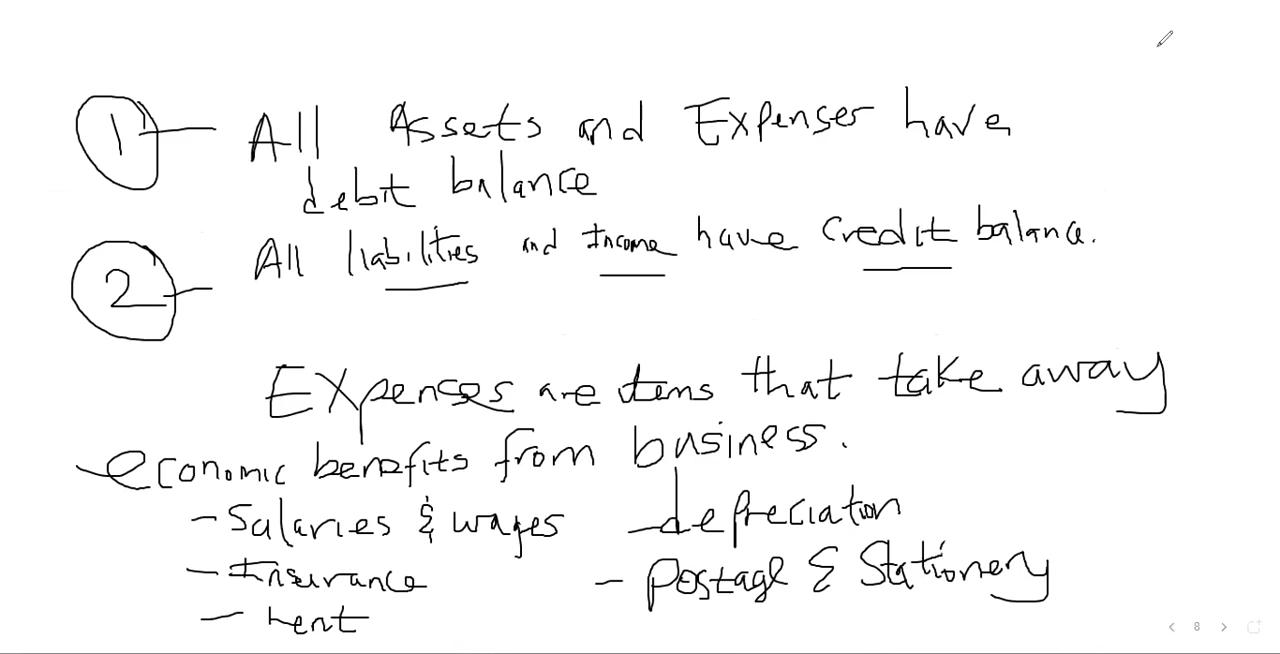 1 - All Assets and Expenses have
debit balance
2 - All liabilities and Income have credit balance.
Expenses are items that take away
economic benefits from business.
- Salaries & wages - depreciation
- Insurance - Postage & Stationery
- rent
< 8 >